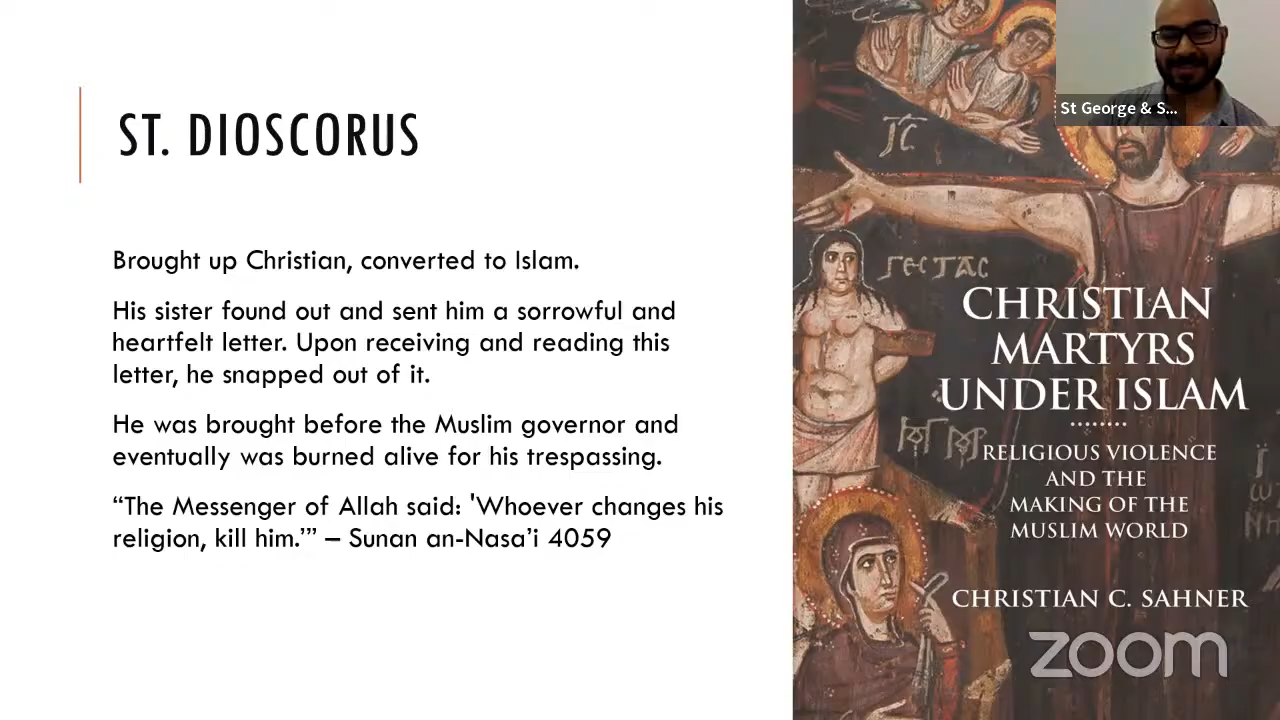 ST. DIOSCORUS
Brought up Christian, converted to Islam.
His sister found out and sent him a sorrowful and
heartfelt letter. Upon receiving and reading this
letter, he snapped out of it.
He was brought before the Muslim governor and
eventually was burned alive for his trespassing.
“The Messenger of Allah said: 'Whoever changes his
religion, kill him.’” – Sunan an-Nasa’i 4059
St George & S...
ΓΕСΤΑС
CHRISTIAN
MARTYRS
UNDER ISLAM
RELIGIOUS VIOLENCE
AND THE
MAKING OF THE
MUSLIM WORLD
CHRISTIAN C. SAHNER
zoom